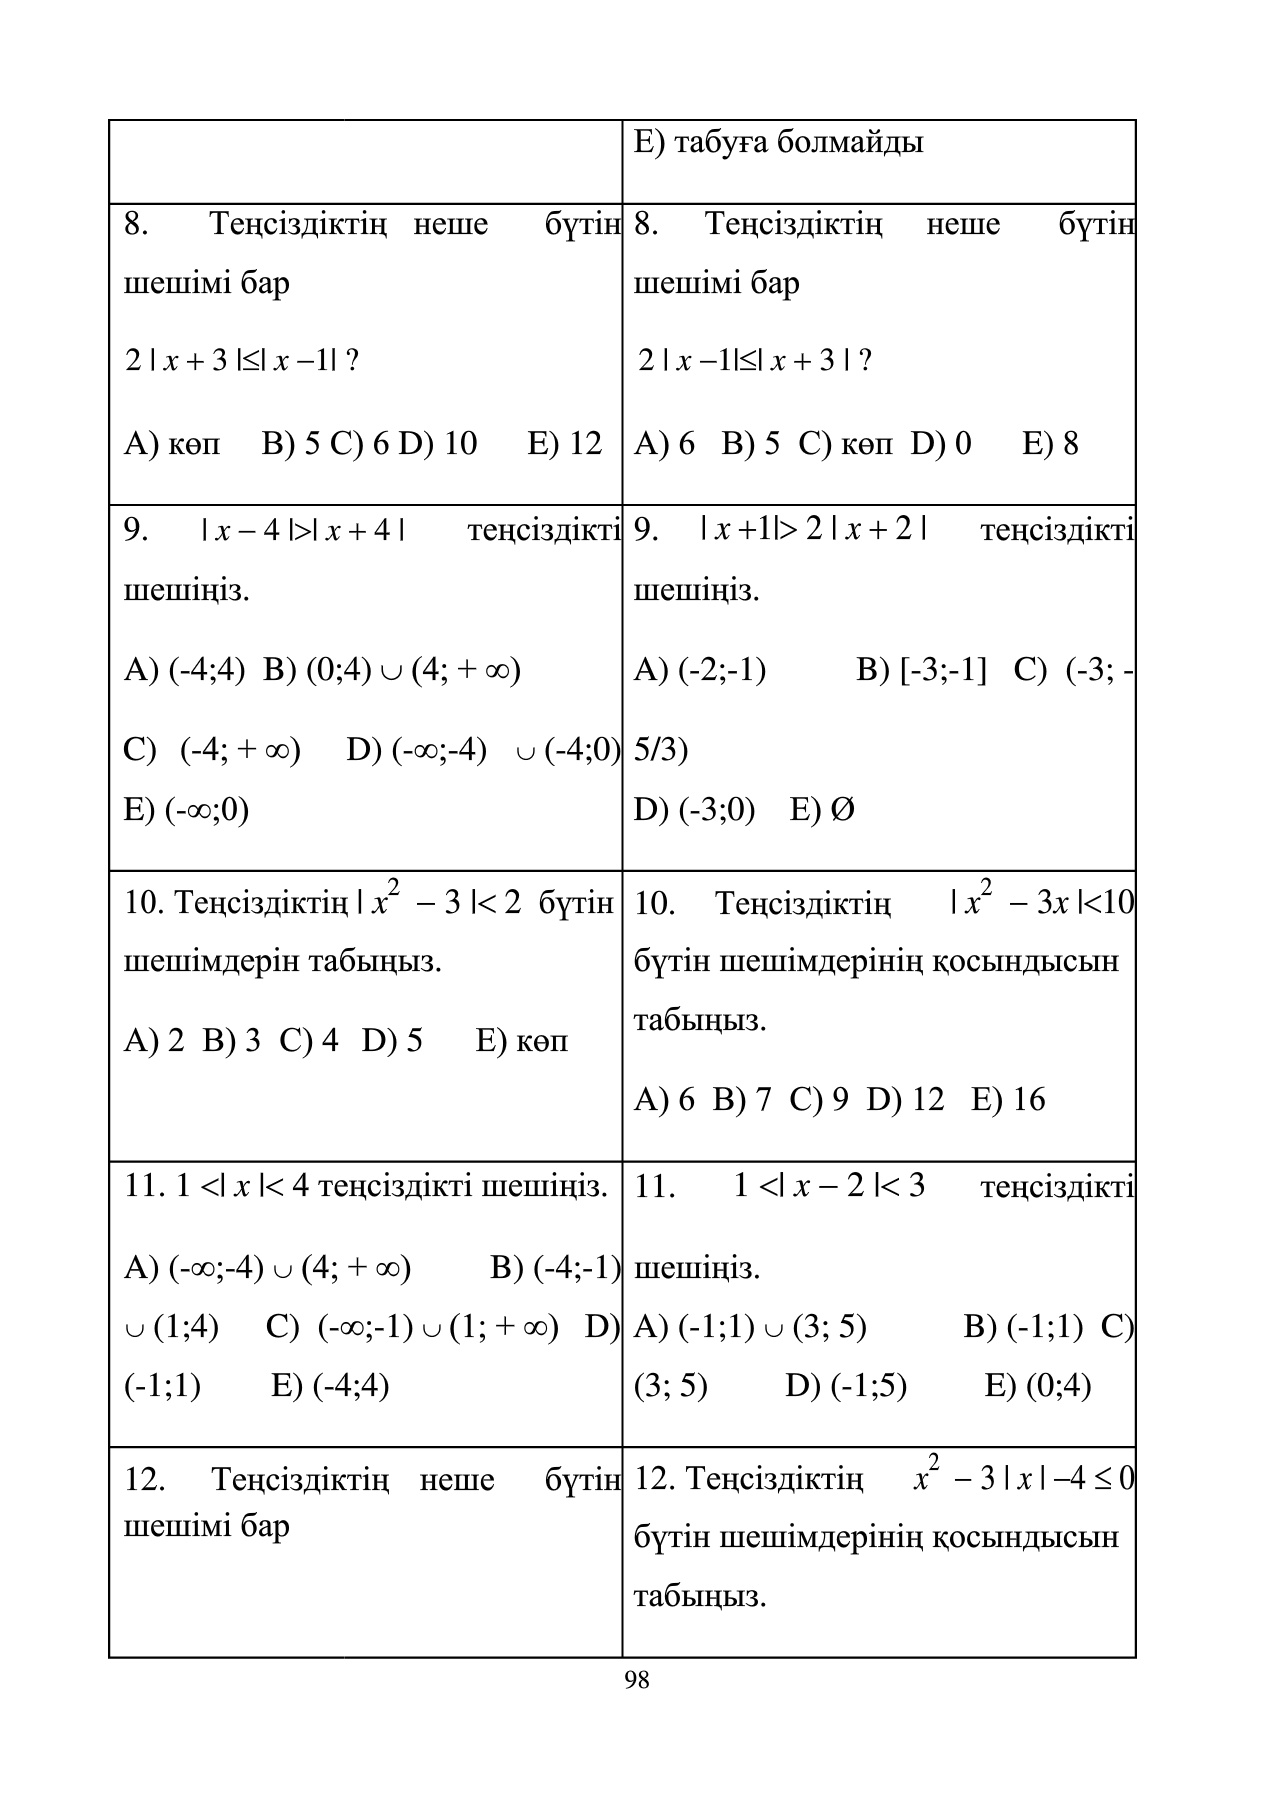 E) табуға болмайды
8. Теңсіздіктің неше бүтін
шешімі бар
2 | x + 3 |≤| x −1| ?
A) көп B) 5 C) 6 D) 10 E) 12
8. Теңсіздіктің неше бүтін
шешімі бар
2 | x −1|≤| x + 3 | ?
A) 6 B) 5 C) көп D) 0 E) 8
9. | x − 4 |>| x + 4 | теңсіздікті
шешіңіз.
A) (-4;4) B) (0;4) ∪ (4; + ∞)
C) (-4; + ∞) D) (-∞;-4) ∪ (-4;0)
E) (-∞;0)
9. | x +1|> 2 | x + 2 | теңсіздікті
шешіңіз.
A) (-2;-1) B) [-3;-1] C) (-3; -
5/3)
D) (-3;0) E) Ø
10. Теңсіздіктің | x² − 3 |< 2 бүтін
шешімдерін табыңыз.
A) 2 B) 3 C) 4 D) 5 E) көп
10. Теңсіздіктің | x² − 3x |<10
бүтін шешімдерінің қосындысын
табыңыз.
A) 6 B) 7 C) 9 D) 12 E) 16
11. 1 <| x |< 4 теңсіздікті шешіңіз.
A) (-∞;-4) ∪ (4; + ∞) B) (-4;-1)
∪ (1;4) C) (-∞;-1) ∪ (1; + ∞) D)
(-1;1) E) (-4;4)
11. 1 <| x − 2 |< 3 теңсіздікті
шешіңіз.
A) (-1;1) ∪ (3; 5) B) (-1;1) C)
(3; 5) D) (-1;5) E) (0;4)
12. Теңсіздіктің неше бүтін
шешімі бар
12. Теңсіздіктің x² − 3 | x | −4 ≤ 0
бүтін шешімдерінің қосындысын
табыңыз.
98